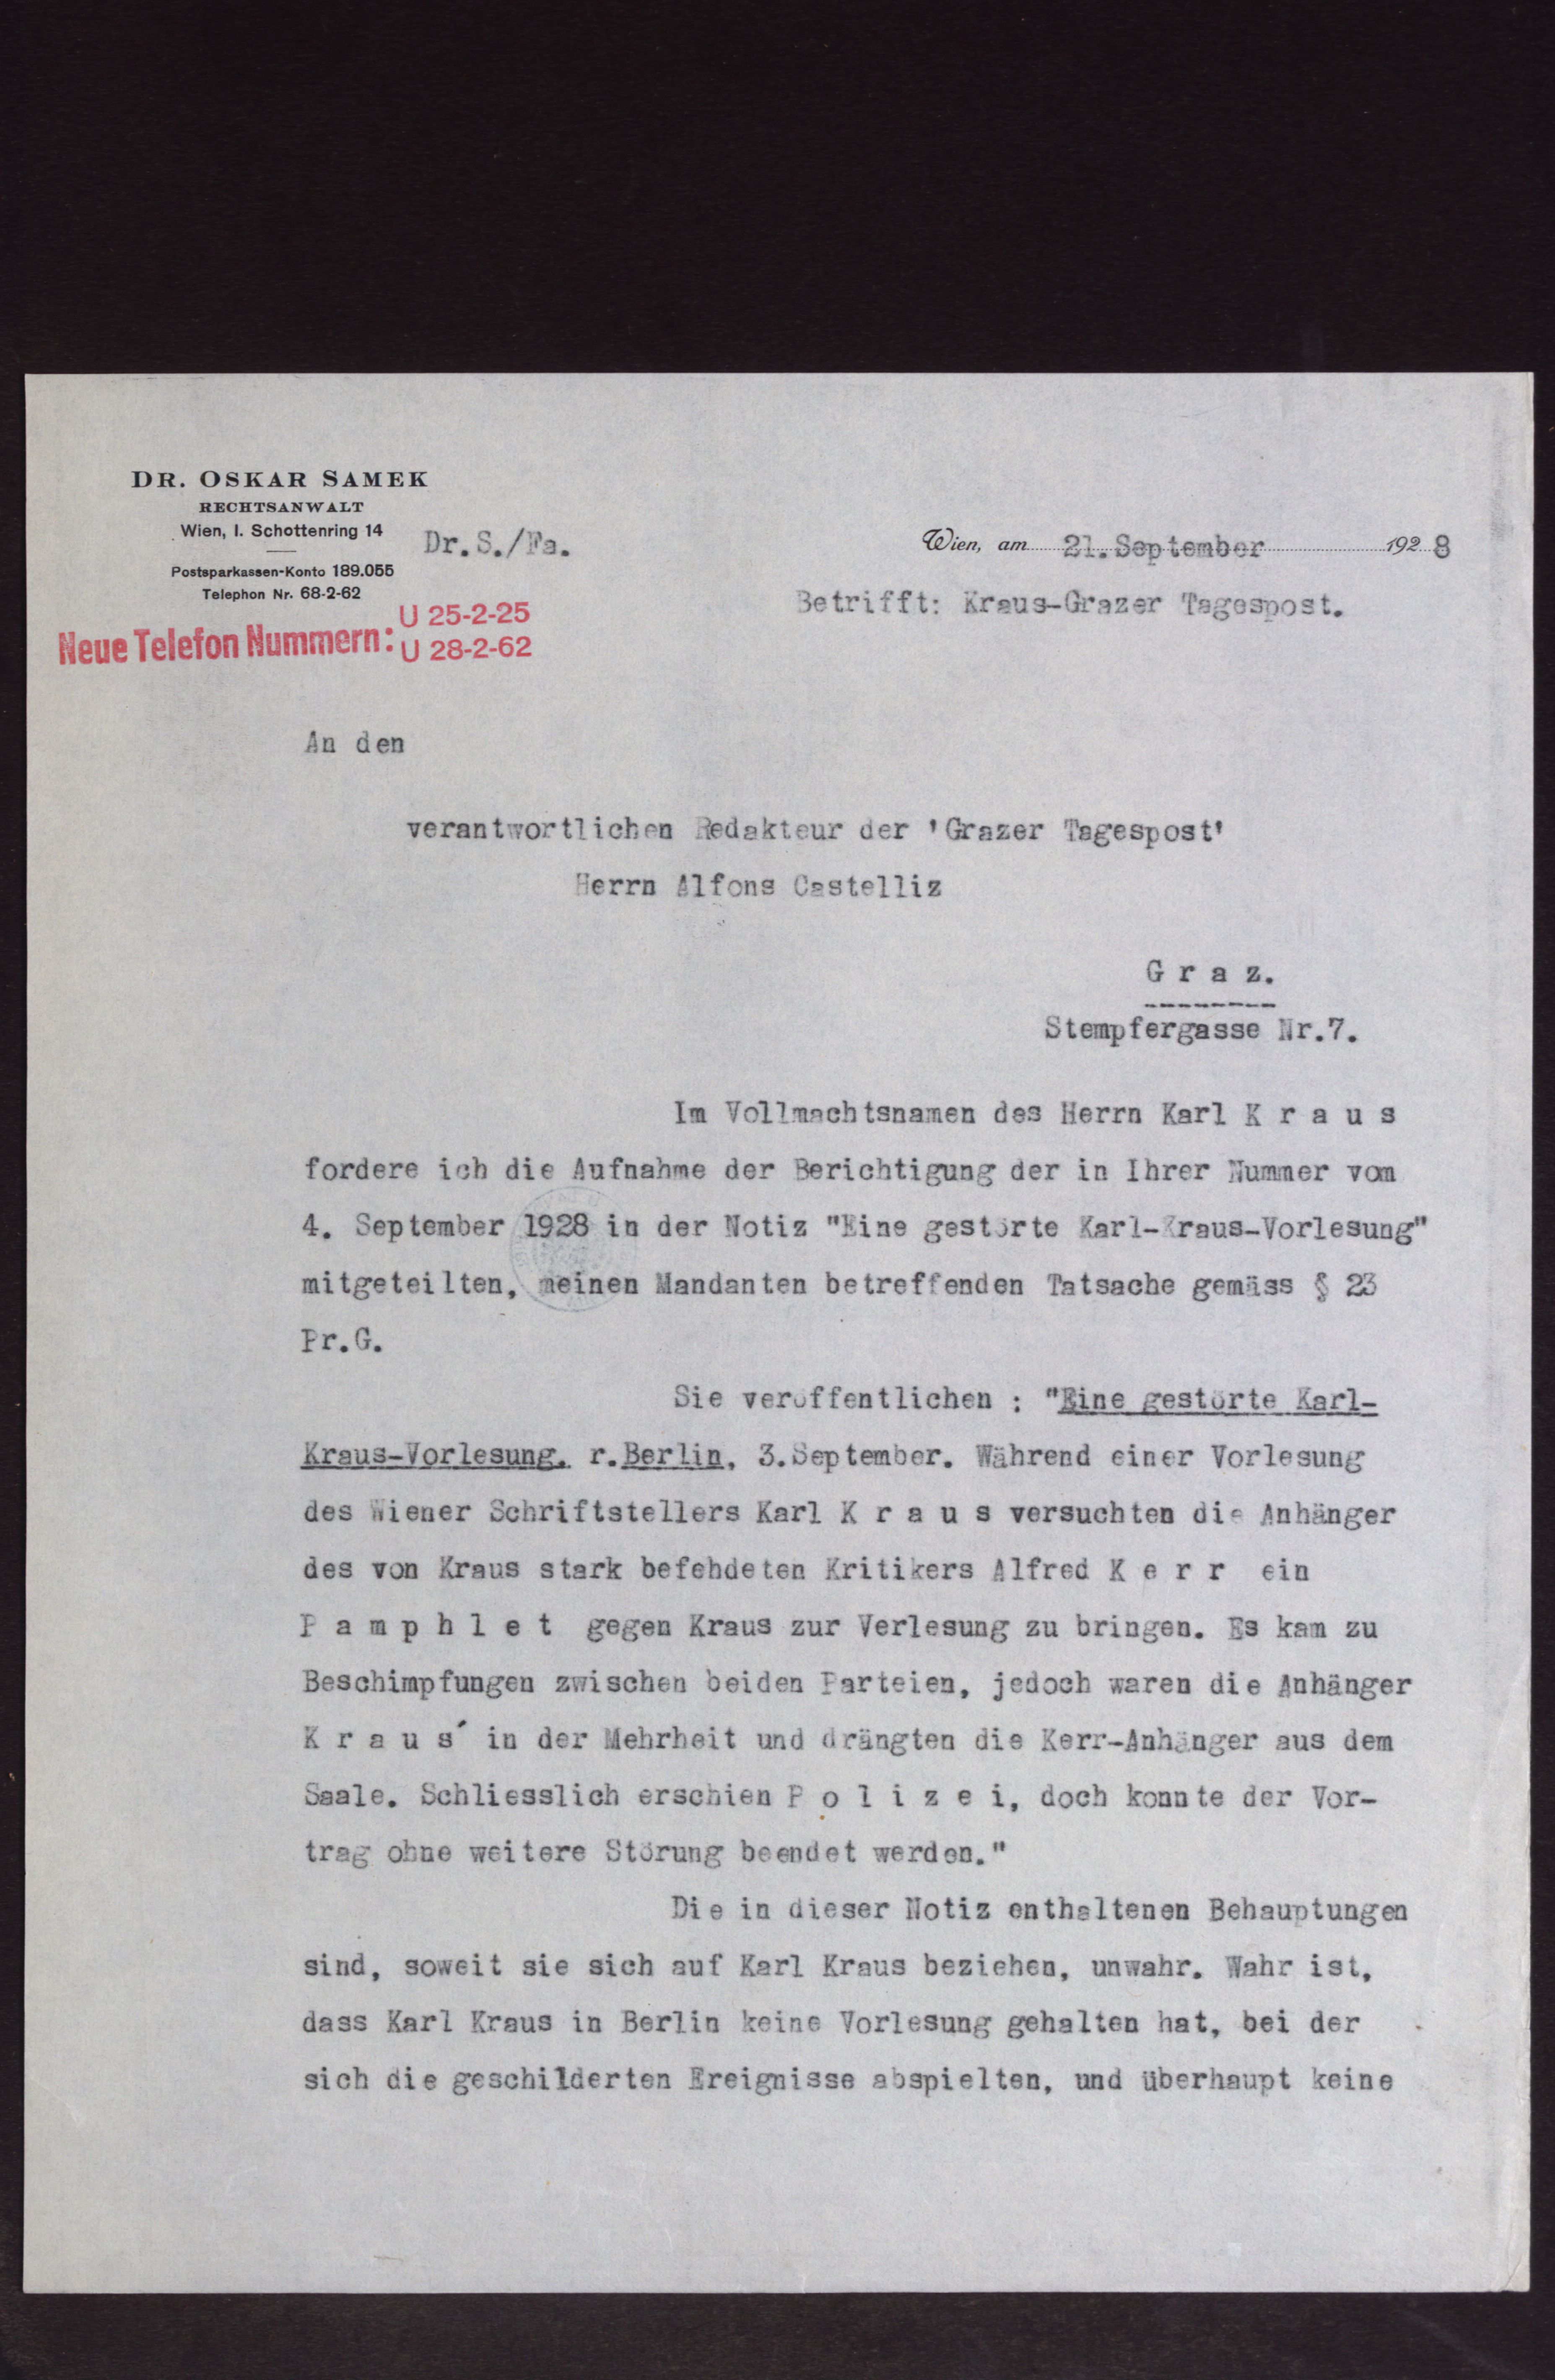 DR. OSKAR SAMEK
RECHTSANWALT
Wien, I. Schottenring 14
Dr.S./Fa.
Postsparkassen-Konto 189.055
Telephon Nr. 68-2-62
Neue Telefon Nummern: U 25-2-25
U 28-2-62
Wien, am 21.September 1928
Betrifft: Kraus-Grazer Tagespost.
An den
verantwortlichen Redakteur der 'Grazer Tagespost'
Herrn Alfons Castelliz
G r a z.
--------
Stempfergasse Nr.7.
Im Vollmachtsnamen des Herrn Karl K r a u s
fordere ich die Aufnahme der Berichtigung der in Ihrer Nummer vom
4. September 1928 in der Notiz "Eine gestörte Karl-Kraus-Vorlesung"
mitgeteilten, meinen Mandanten betreffenden Tatsache gemäss § 23
Pr.G.
Sie veröffentlichen : "Eine gestörte Karl-
Kraus-Vorlesung. r.Berlin, 3.September. Während einer Vorlesung
des Wiener Schriftstellers Karl K r a u s versuchten die Anhänger
des von Kraus stark befehdeten Kritikers Alfred K e r r ein
P a m p h l e t gegen Kraus zur Verlesung zu bringen. Es kam zu
Beschimpfungen zwischen beiden Parteien, jedoch waren die Anhänger
K r a u s´ in der Mehrheit und drängten die Kerr-Anhänger aus dem
Saale. Schliesslich erschien P o l i z e i, doch konnte der Vor-
trag ohne weitere Störung beendet werden."
Die in dieser Notiz enthaltenen Behauptungen
sind, soweit sie sich auf Karl Kraus beziehen, unwahr. Wahr ist,
dass Karl Kraus in Berlin keine Vorlesung gehalten hat, bei der
sich die geschilderten Ereignisse abspielten, und überhaupt keine